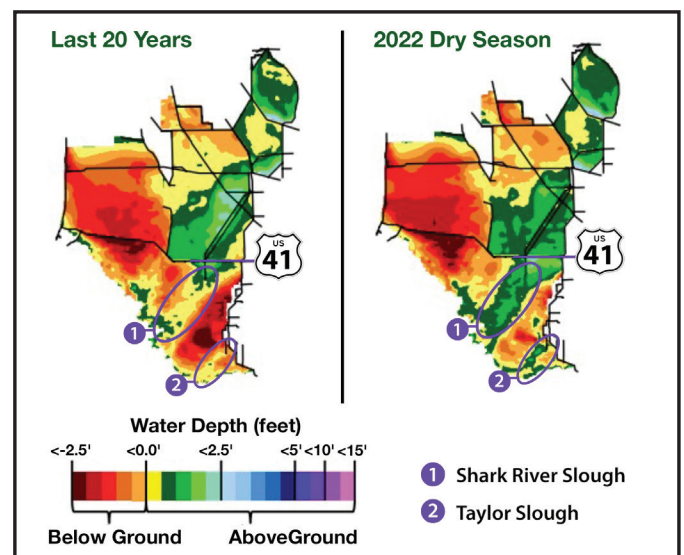 Last 20 Years
2022 Dry Season
US
41
US
41
1
2
1
2
Water Depth (feet)
<-2.5' <0.0' <2.5' <5' <10' <15'
Below Ground AboveGround
1 Shark River Slough
2 Taylor Slough